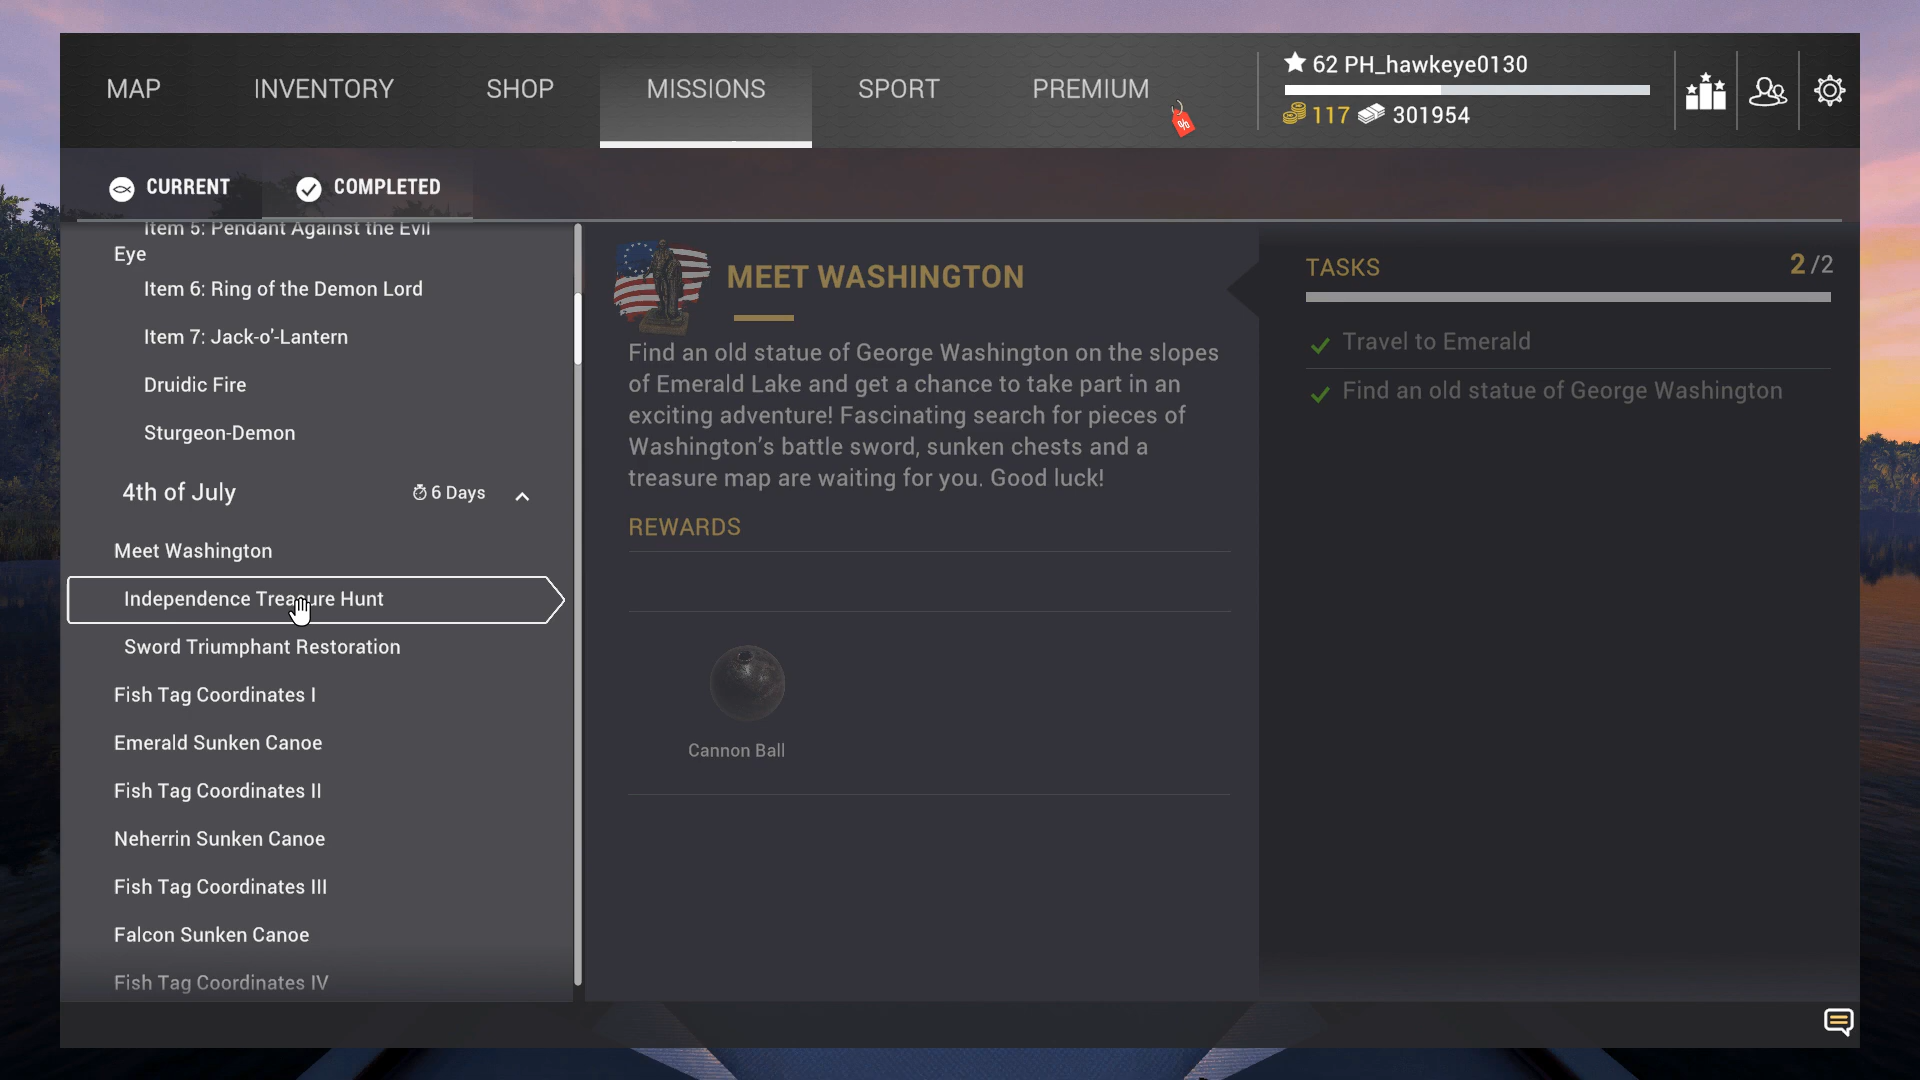 MAP
INVENTORY
SHOP
MISSIONS
SPORT
PREMIUM
%
62 PH_hawkeye0130
117 301954
CURRENT
COMPLETED
Item 5: Pendant Against the Evil
Eye
Item 6: Ring of the Demon Lord
Item 7: Jack-o'-Lantern
Druidic Fire
Sturgeon-Demon
4th of July
6 Days
Meet Washington
Independence Treasure Hunt
Sword Triumphant Restoration
Fish Tag Coordinates I
Emerald Sunken Canoe
Fish Tag Coordinates II
Neherrin Sunken Canoe
Fish Tag Coordinates III
Falcon Sunken Canoe
Fish Tag Coordinates IV
MEET WASHINGTON
Find an old statue of George Washington on the slopes
of Emerald Lake and get a chance to take part in an
exciting adventure! Fascinating search for pieces of
Washington's battle sword, sunken chests and a
treasure map are waiting for you. Good luck!
REWARDS
Cannon Ball
TASKS
2/2
Travel to Emerald
Find an old statue of George Washington